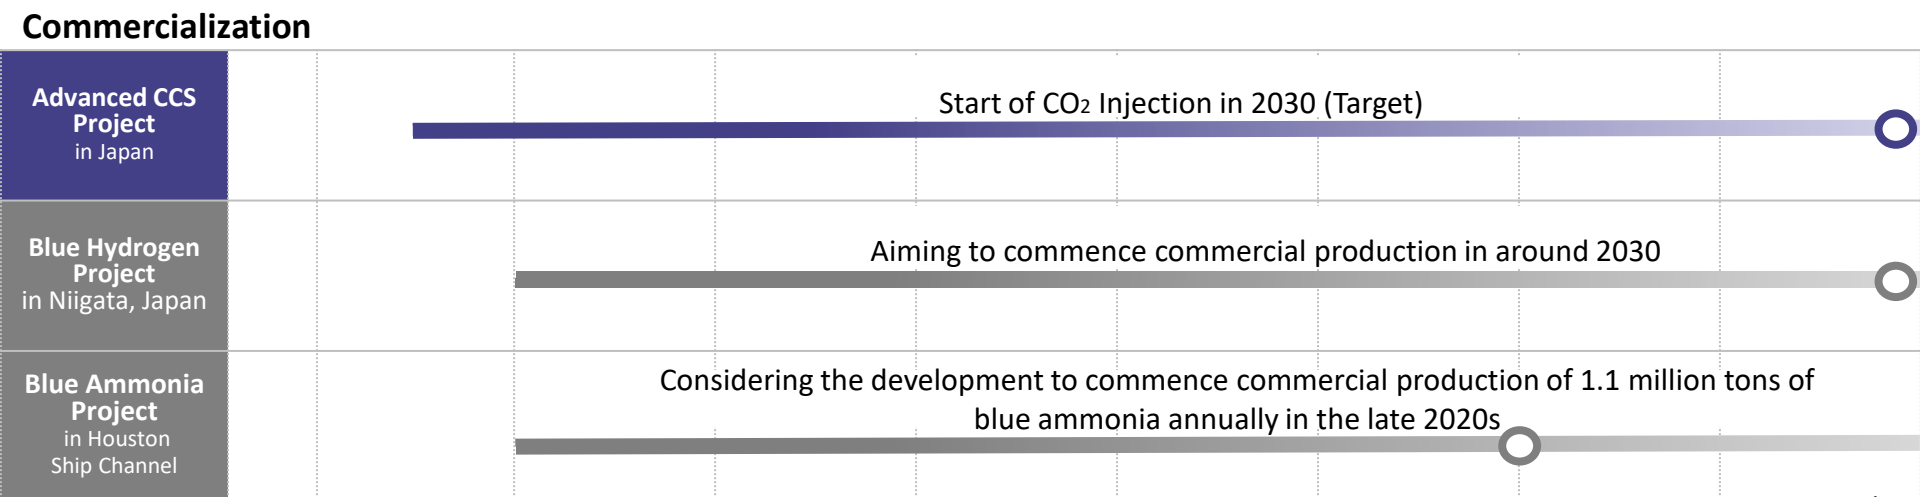 Commercialization
Advanced CCS
Project
in Japan
Start of CO2 Injection in 2030 (Target)
Blue Hydrogen
Project
in Niigata, Japan
Aiming to commence commercial production in around 2030
Blue Ammonia
Project
in Houston
Ship Channel
Considering the development to commence commercial production of 1.1 million tons of
blue ammonia annually in the late 2020s